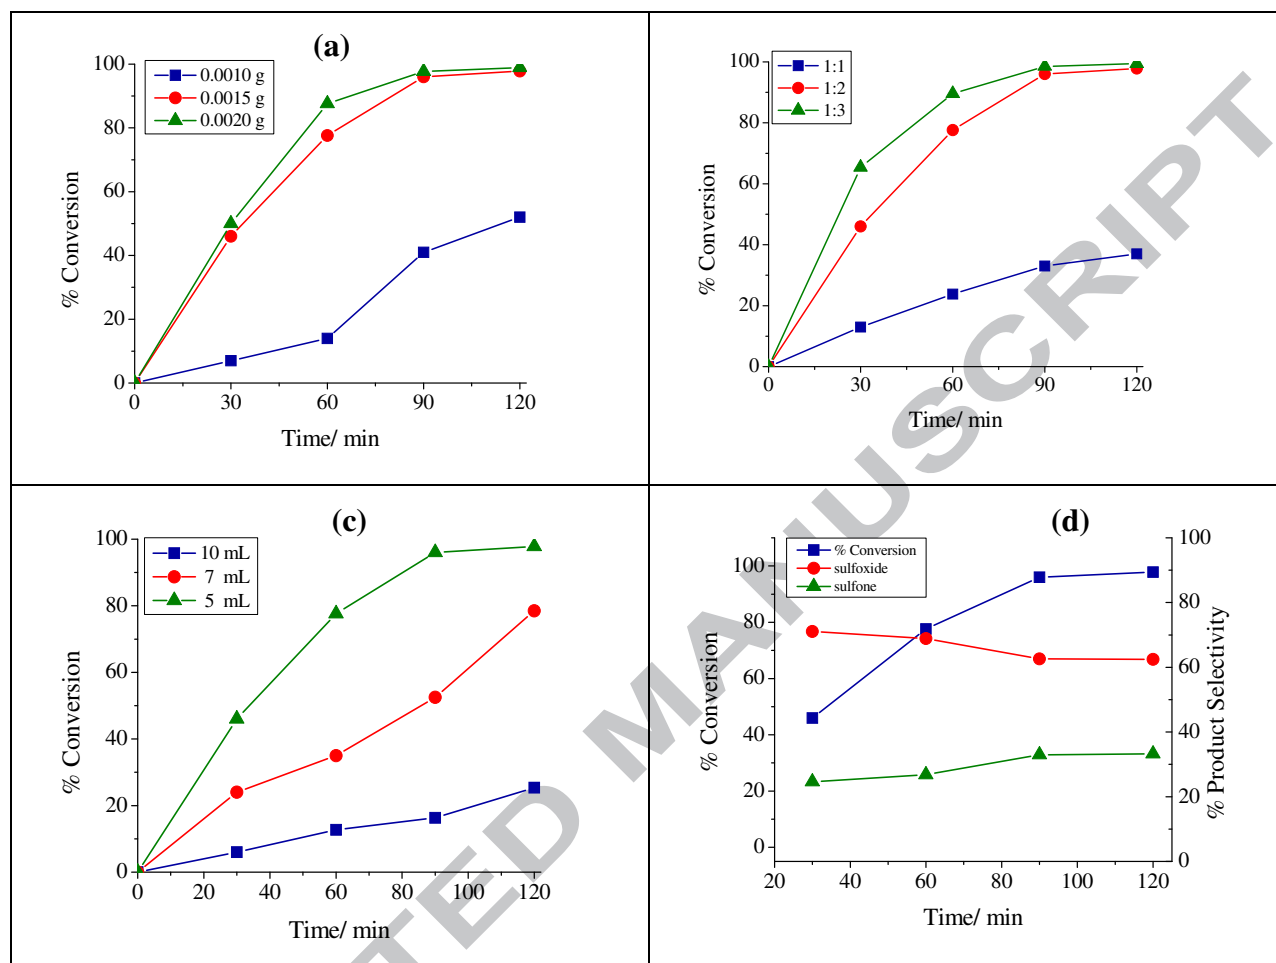 (a)
0.0010 g
0.0015 g
0.0020 g
100
80
60
40
20
0
% Conversion
0 30 60 90 120
Time/ min
1:1
1:2
1:3
100
80
60
40
20
0
% Conversion
0 30 60 90 120
Time/ min
(c)
10 mL
7 mL
5 mL
100
80
60
40
20
0
% Conversion
0 20 40 60 80 100 120
Time/ min
(d)
% Conversion
sulfoxide
sulfone
100
80
60
40
20
0
% Conversion
100
80
60
40
20
0
% Product Selectivity
20 40 60 80 100 120
Time/ min
TED MANUSCRIPT